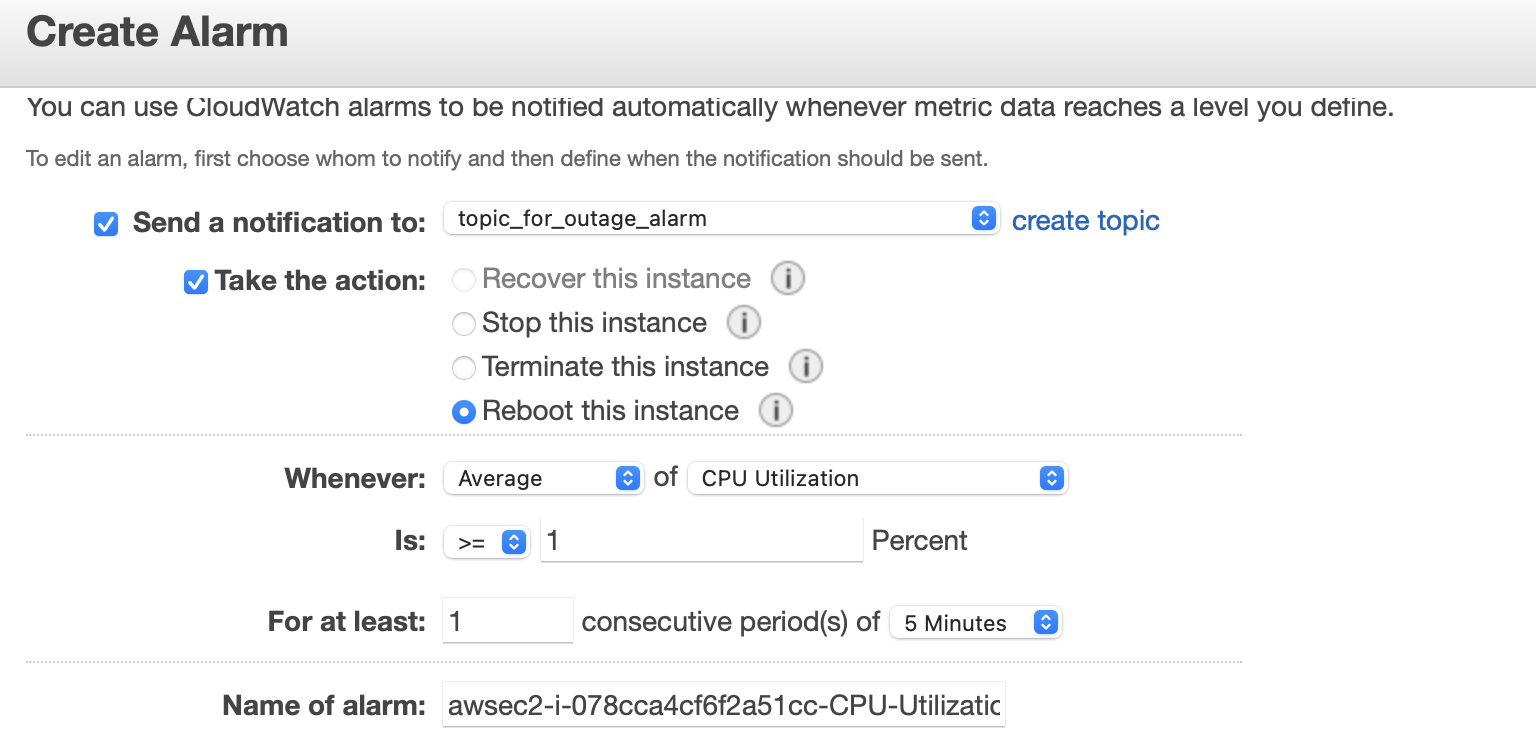 Create Alarm
You can use CloudWatch alarms to be notified automatically whenever metric data reaches a level you define.
To edit an alarm, first choose whom to notify and then define when the notification should be sent.
Send a notification to: topic_for_outage_alarm create topic
Take the action: Recover this instance i
Stop this instance i
Terminate this instance i
Reboot this instance i
Whenever: Average of CPU Utilization
Is: >= 1 Percent
For at least: 1 consecutive period(s) of 5 Minutes
Name of alarm: awsec2-i-078cca4cf6f2a51cc-CPU-Utilizatic